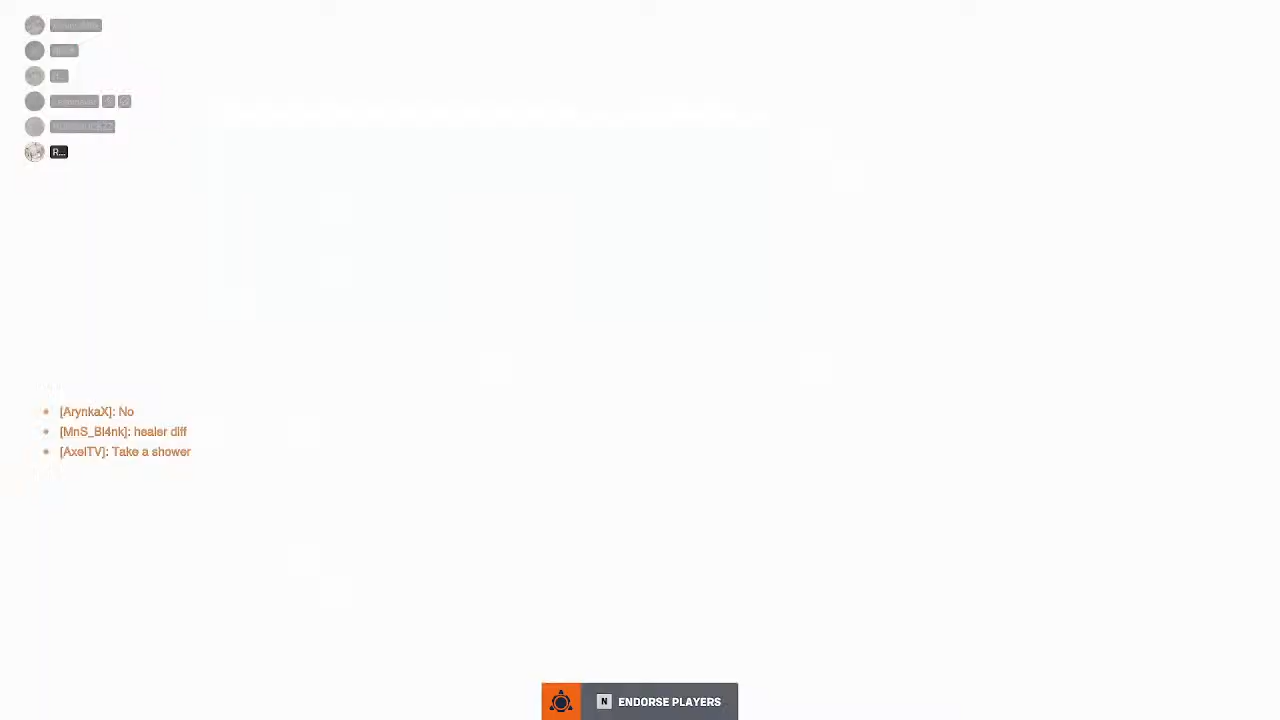 R...
[ArynkaX]: No
[MnS_Bl4nk]: healer diff
[AxelTV]: Take a shower
N ENDORSE PLAYERS